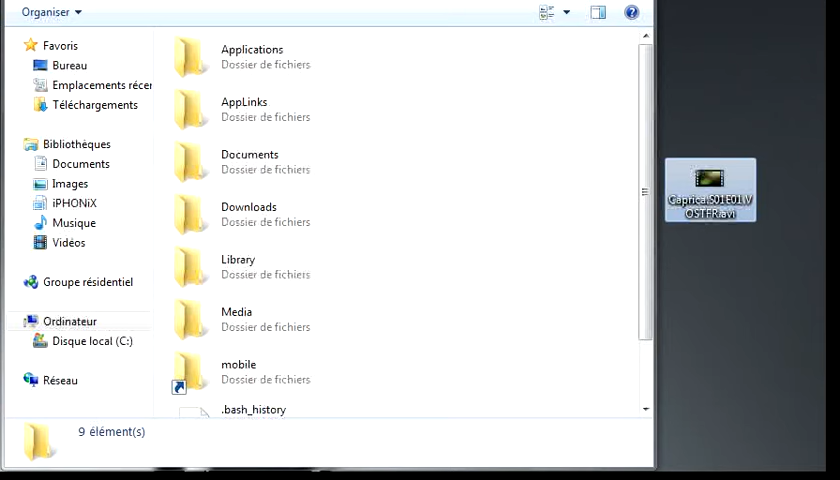 Organiser
Favoris
Bureau
Emplacements récer
Téléchargements
Bibliothèques
Documents
Images
iPHONiX
Musique
Vidéos
Groupe résidentiel
Ordinateur
Disque local (C:)
Réseau
Applications
Dossier de fichiers
AppLinks
Dossier de fichiers
Documents
Dossier de fichiers
Downloads
Dossier de fichiers
Library
Dossier de fichiers
Media
Dossier de fichiers
mobile
Dossier de fichiers
.bash_history
9 élément(s)
Caprica.S01E01.V
OSTFR.avi